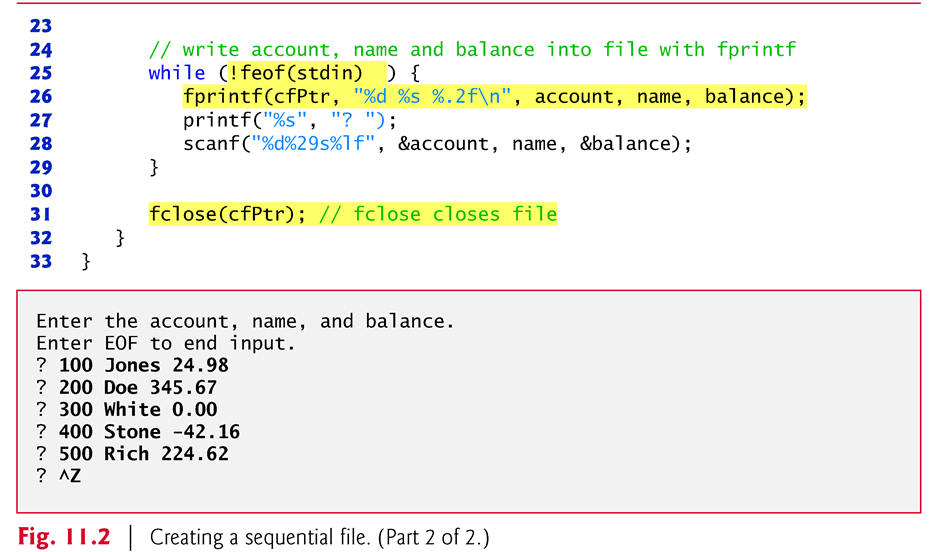 23
24 // write account, name and balance into file with fprintf
25 while (!feof(stdin) ) {
26 fprintf(cfPtr, "%d %s %.2f\n", account, name, balance);
27 printf("%s", "? ");
28 scanf("%d%29s%lf", &account, name, &balance);
29 }
30
31 fclose(cfPtr); // fclose closes file
32 }
33 }
Enter the account, name, and balance.
Enter EOF to end input.
? 100 Jones 24.98
? 200 Doe 345.67
? 300 White 0.00
? 400 Stone -42.16
? 500 Rich 224.62
? ^Z
Fig. 11.2 | Creating a sequential file. (Part 2 of 2.)